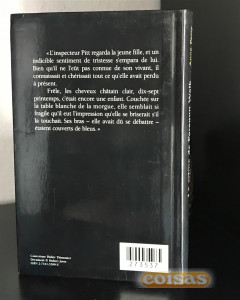 « L'inspecteur Pitt regarda la jeune fille, et un
indicible sentiment de tristesse s'empara de lui.
Bien qu'il ne l'eût pas connue de son vivant, il
connaissait et chérissait tout ce qu'elle avait perdu
à présent.
Frêle, les cheveux châtain clair, dix-sept
printemps, c'était encore une enfant. Couchée sur
la table blanche de la morgue, elle semblait si
fragile qu'il eut l'impression qu'elle se briserait s'il
la touchait. Ses bras – elle avait dû se débattre –
étaient couverts de bleus. »
273537
coisas